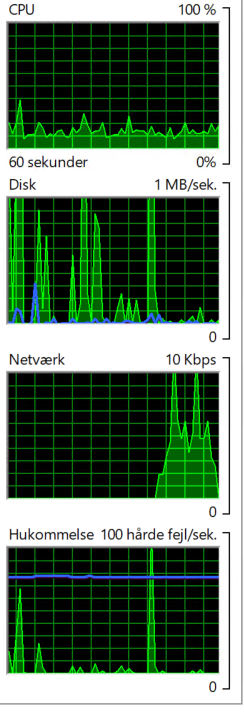 CPU 100 %
60 sekunder 0%
Disk 1 MB/sek.
0
Netværk 10 Kbps
0
Hukommelse 100 hårde fejl/sek.
0